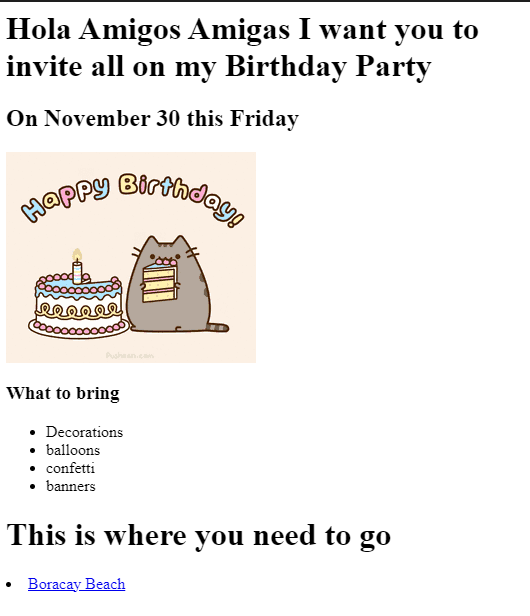 Hola Amigos Amigas I want you to
invite all on my Birthday Party
On November 30 this Friday
Happy Birthday!
Pusheen.com
What to bring
Decorations
balloons
confetti
banners
This is where you need to go
Boracay Beach